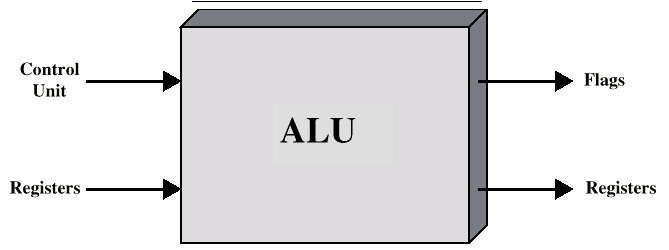 Control
Unit
Flags
ALU
Registers
Registers